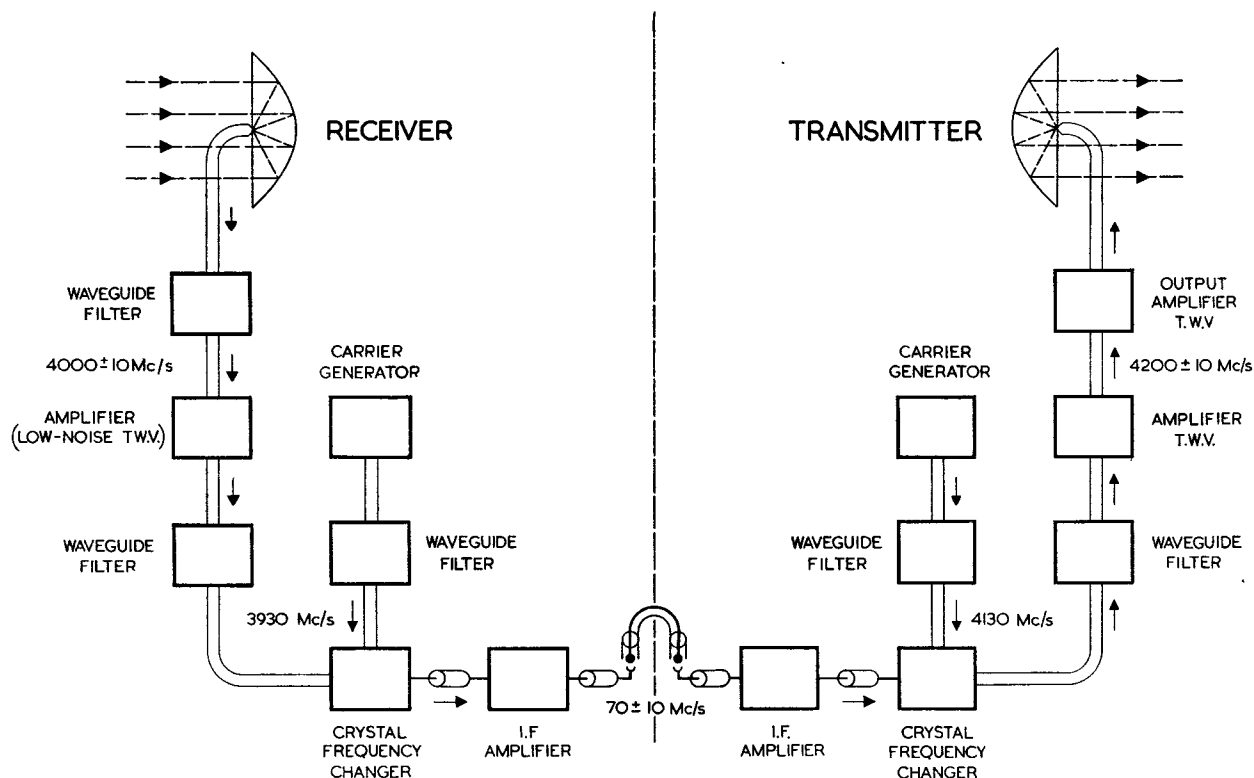 RECEIVER
TRANSMITTER
WAVEGUIDE
FILTER
4000 ± 10 Mc/s
AMPLIFIER
(LOW-NOISE T.W.V.)
WAVEGUIDE
FILTER
CARRIER
GENERATOR
WAVEGUIDE
FILTER
3930 Mc/s
CRYSTAL
FREQUENCY
CHANGER
I.F
AMPLIFIER
70 ± 10 Mc/s
I.F.
AMPLIFIER
CARRIER
GENERATOR
WAVEGUIDE
FILTER
4130 Mc/s
CRYSTAL
FREQUENCY
CHANGER
OUTPUT
AMPLIFIER
T.W.V
4200 ± 10 Mc/s
AMPLIFIER
T.W.V.
WAVEGUIDE
FILTER